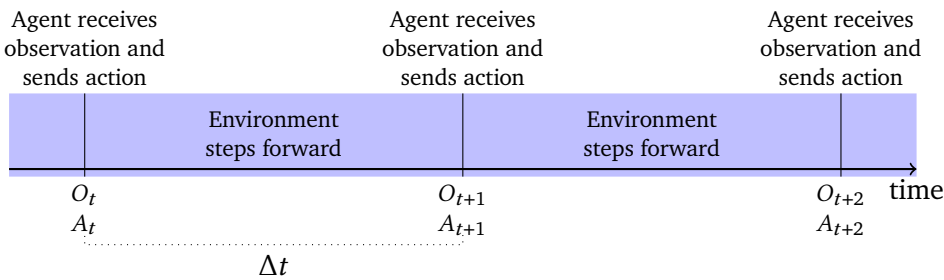 Agent receives
observation and
sends action
Agent receives
observation and
sends action
Agent receives
observation and
sends action
Environment
steps forward
Environment
steps forward
time
O_t
A_t
O_{t+1}
A_{t+1}
O_{t+2}
A_{t+2}
Δt